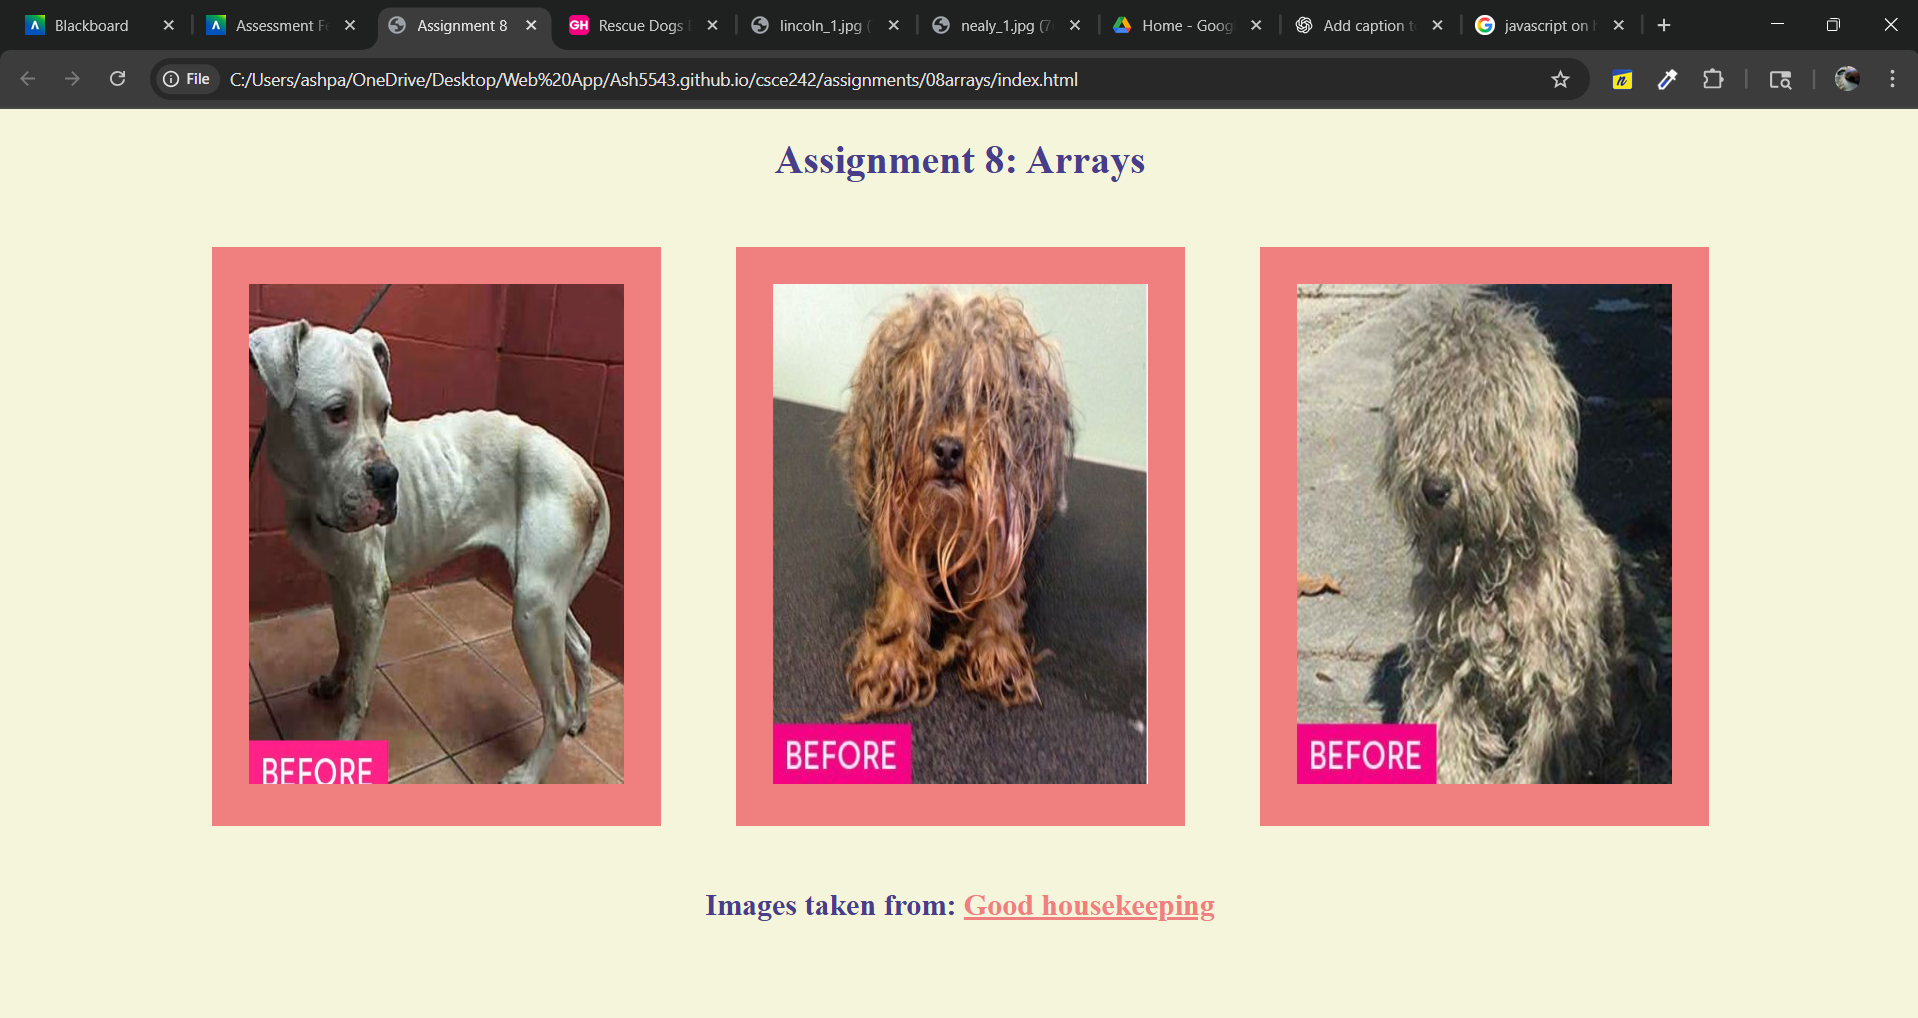 Blackboard
Assessment F
Assignment 8
GH Rescue Dogs
lincoln_1.jpg (
nealy_1.jpg (7
Home - Goog
Add caption t
javascript on
File C:/Users/ashpa/OneDrive/Desktop/Web%20App/Ash5543.github.io/csce242/assignments/08arrays/index.html
Assignment 8: Arrays
BEFORE
BEFORE
BEFORE
Images taken from: Good housekeeping